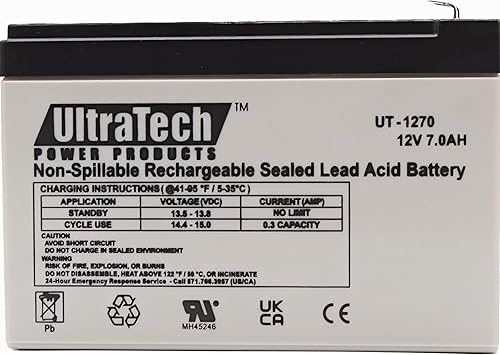 UltraTech™
POWER PRODUCTS
UT-1270
12V 7.0AH
Non-Spillable Rechargeable Sealed Lead Acid Battery
CHARGING INSTRUCTIONS (@41-95 °F / 5-35°C)
APPLICATION VOLTAGE(VDC) CURRENT(AMP)
STANDBY 13.5 - 13.8 NO LIMIT
CYCLE USE 14.4 - 15.0 0.3 CAPACITY
CAUTION
AVOID SHORT CIRCUIT
DO NOT CHARGE IN SEALED ENVIRONMENT
WARNING
RISK OF FIRE, EXPLOSION, OR BURNS
DO NOT DISASSEMBLE, HEAT ABOVE 122 °F / 50 °C, OR INCINERATE
24-Hour Emergency Response Service - Call 571.766.3957 (US/CA)
Pb
MH45246
UK
CA
CE